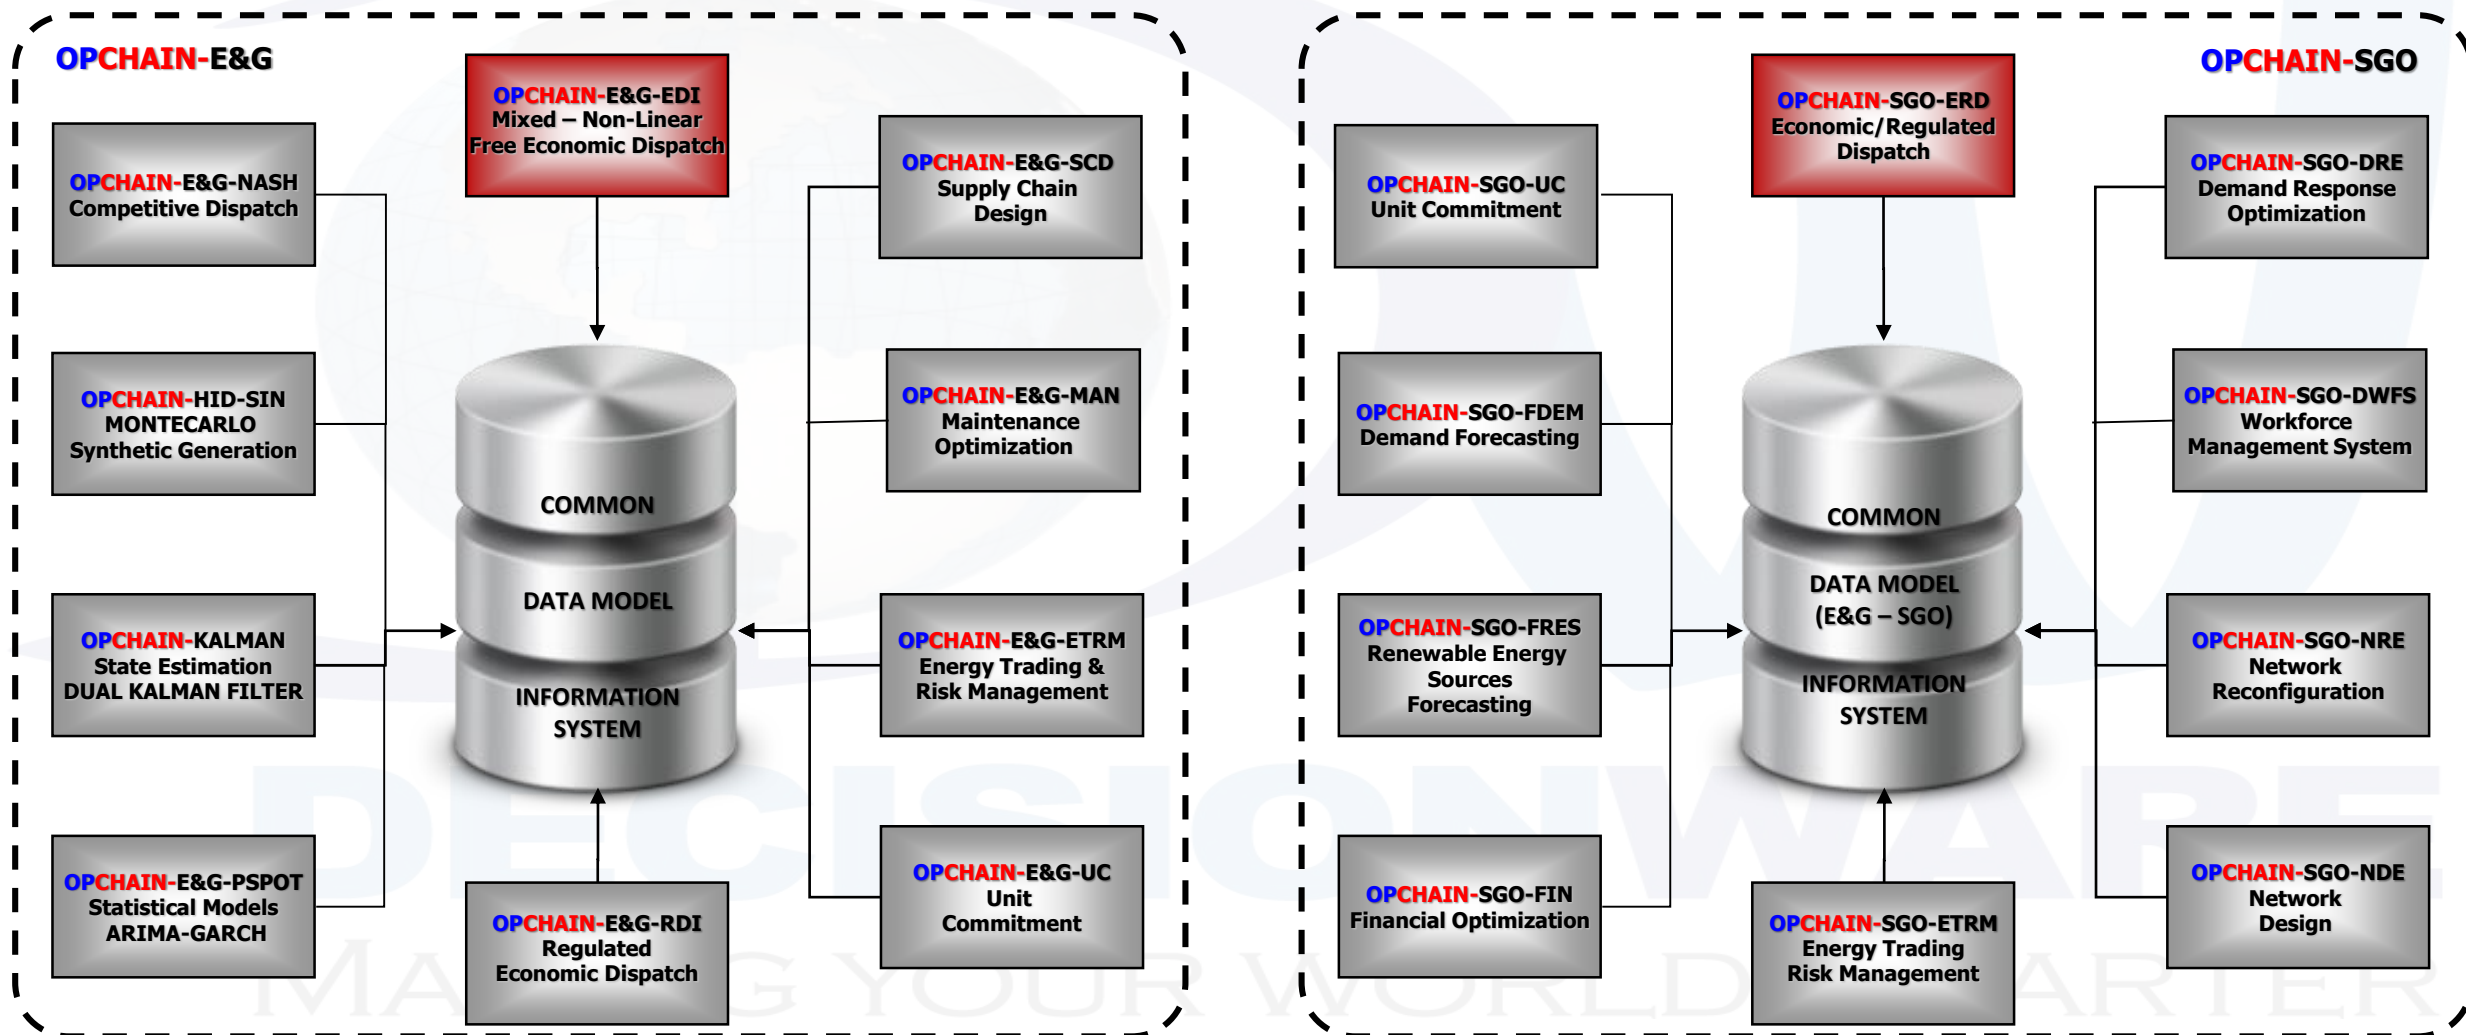 OPCHAIN-E&G
OPCHAIN-E&G-EDI
Mixed – Non-Linear
Free Economic Dispatch
OPCHAIN-E&G-NASH
Competitive Dispatch
OPCHAIN-HID-SIN
MONTECARLO
Synthetic Generation
OPCHAIN-KALMAN
State Estimation
DUAL KALMAN FILTER
OPCHAIN-E&G-PSPOT
Statistical Models
ARIMA-GARCH
COMMON
DATA MODEL
INFORMATION
SYSTEM
OPCHAIN-E&G-RDI
Regulated
Economic Dispatch
OPCHAIN-E&G-SCD
Supply Chain
Design
OPCHAIN-E&G-MAN
Maintenance
Optimization
OPCHAIN-E&G-ETRM
Energy Trading &
Risk Management
OPCHAIN-E&G-UC
Unit
Commitment
OPCHAIN-SGO
OPCHAIN-SGO-ERD
Economic/Regulated
Dispatch
OPCHAIN-SGO-UC
Unit Commitment
OPCHAIN-SGO-FDEM
Demand Forecasting
OPCHAIN-SGO-FRES
Renewable Energy
Sources
Forecasting
OPCHAIN-SGO-FIN
Financial Optimization
COMMON
DATA MODEL
(E&G – SGO)
INFORMATION
SYSTEM
OPCHAIN-SGO-ETRM
Energy Trading
Risk Management
OPCHAIN-SGO-DRE
Demand Response
Optimization
OPCHAIN-SGO-DWFS
Workforce
Management System
OPCHAIN-SGO-NRE
Network
Reconfiguration
OPCHAIN-SGO-NDE
Network
Design
DECISIONWARE